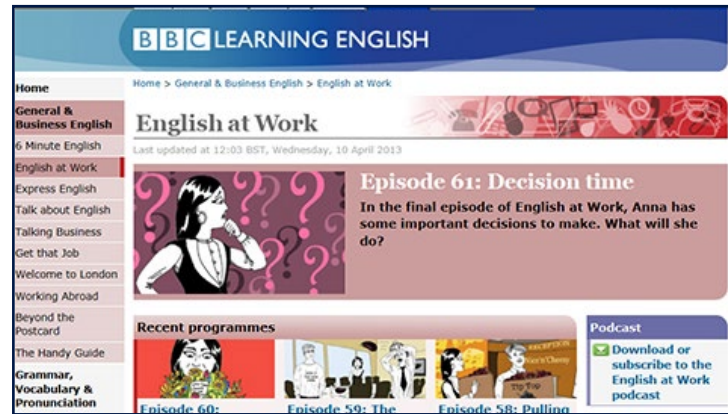 BBC LEARNING ENGLISH
Home
General &
Business English
6 Minute English
English at Work
Express English
Talk about English
Talking Business
Get that Job
Welcome to London
Working Abroad
Beyond the
Postcard
The Handy Guide
Grammar,
Vocabulary &
Pronunciation
Home > General & Business English > English at Work
English at Work
Last updated at 12:03 BST, Wednesday, 10 April 2013
Episode 61: Decision time
In the final episode of English at Work, Anna has
some important decisions to make. What will she
do?
Recent programmes
RECEPTION
Tip Top
Episode 60:
Episode 59: The
Episode 58: Pulling
Podcast
Download or
subscribe to the
English at Work
podcast